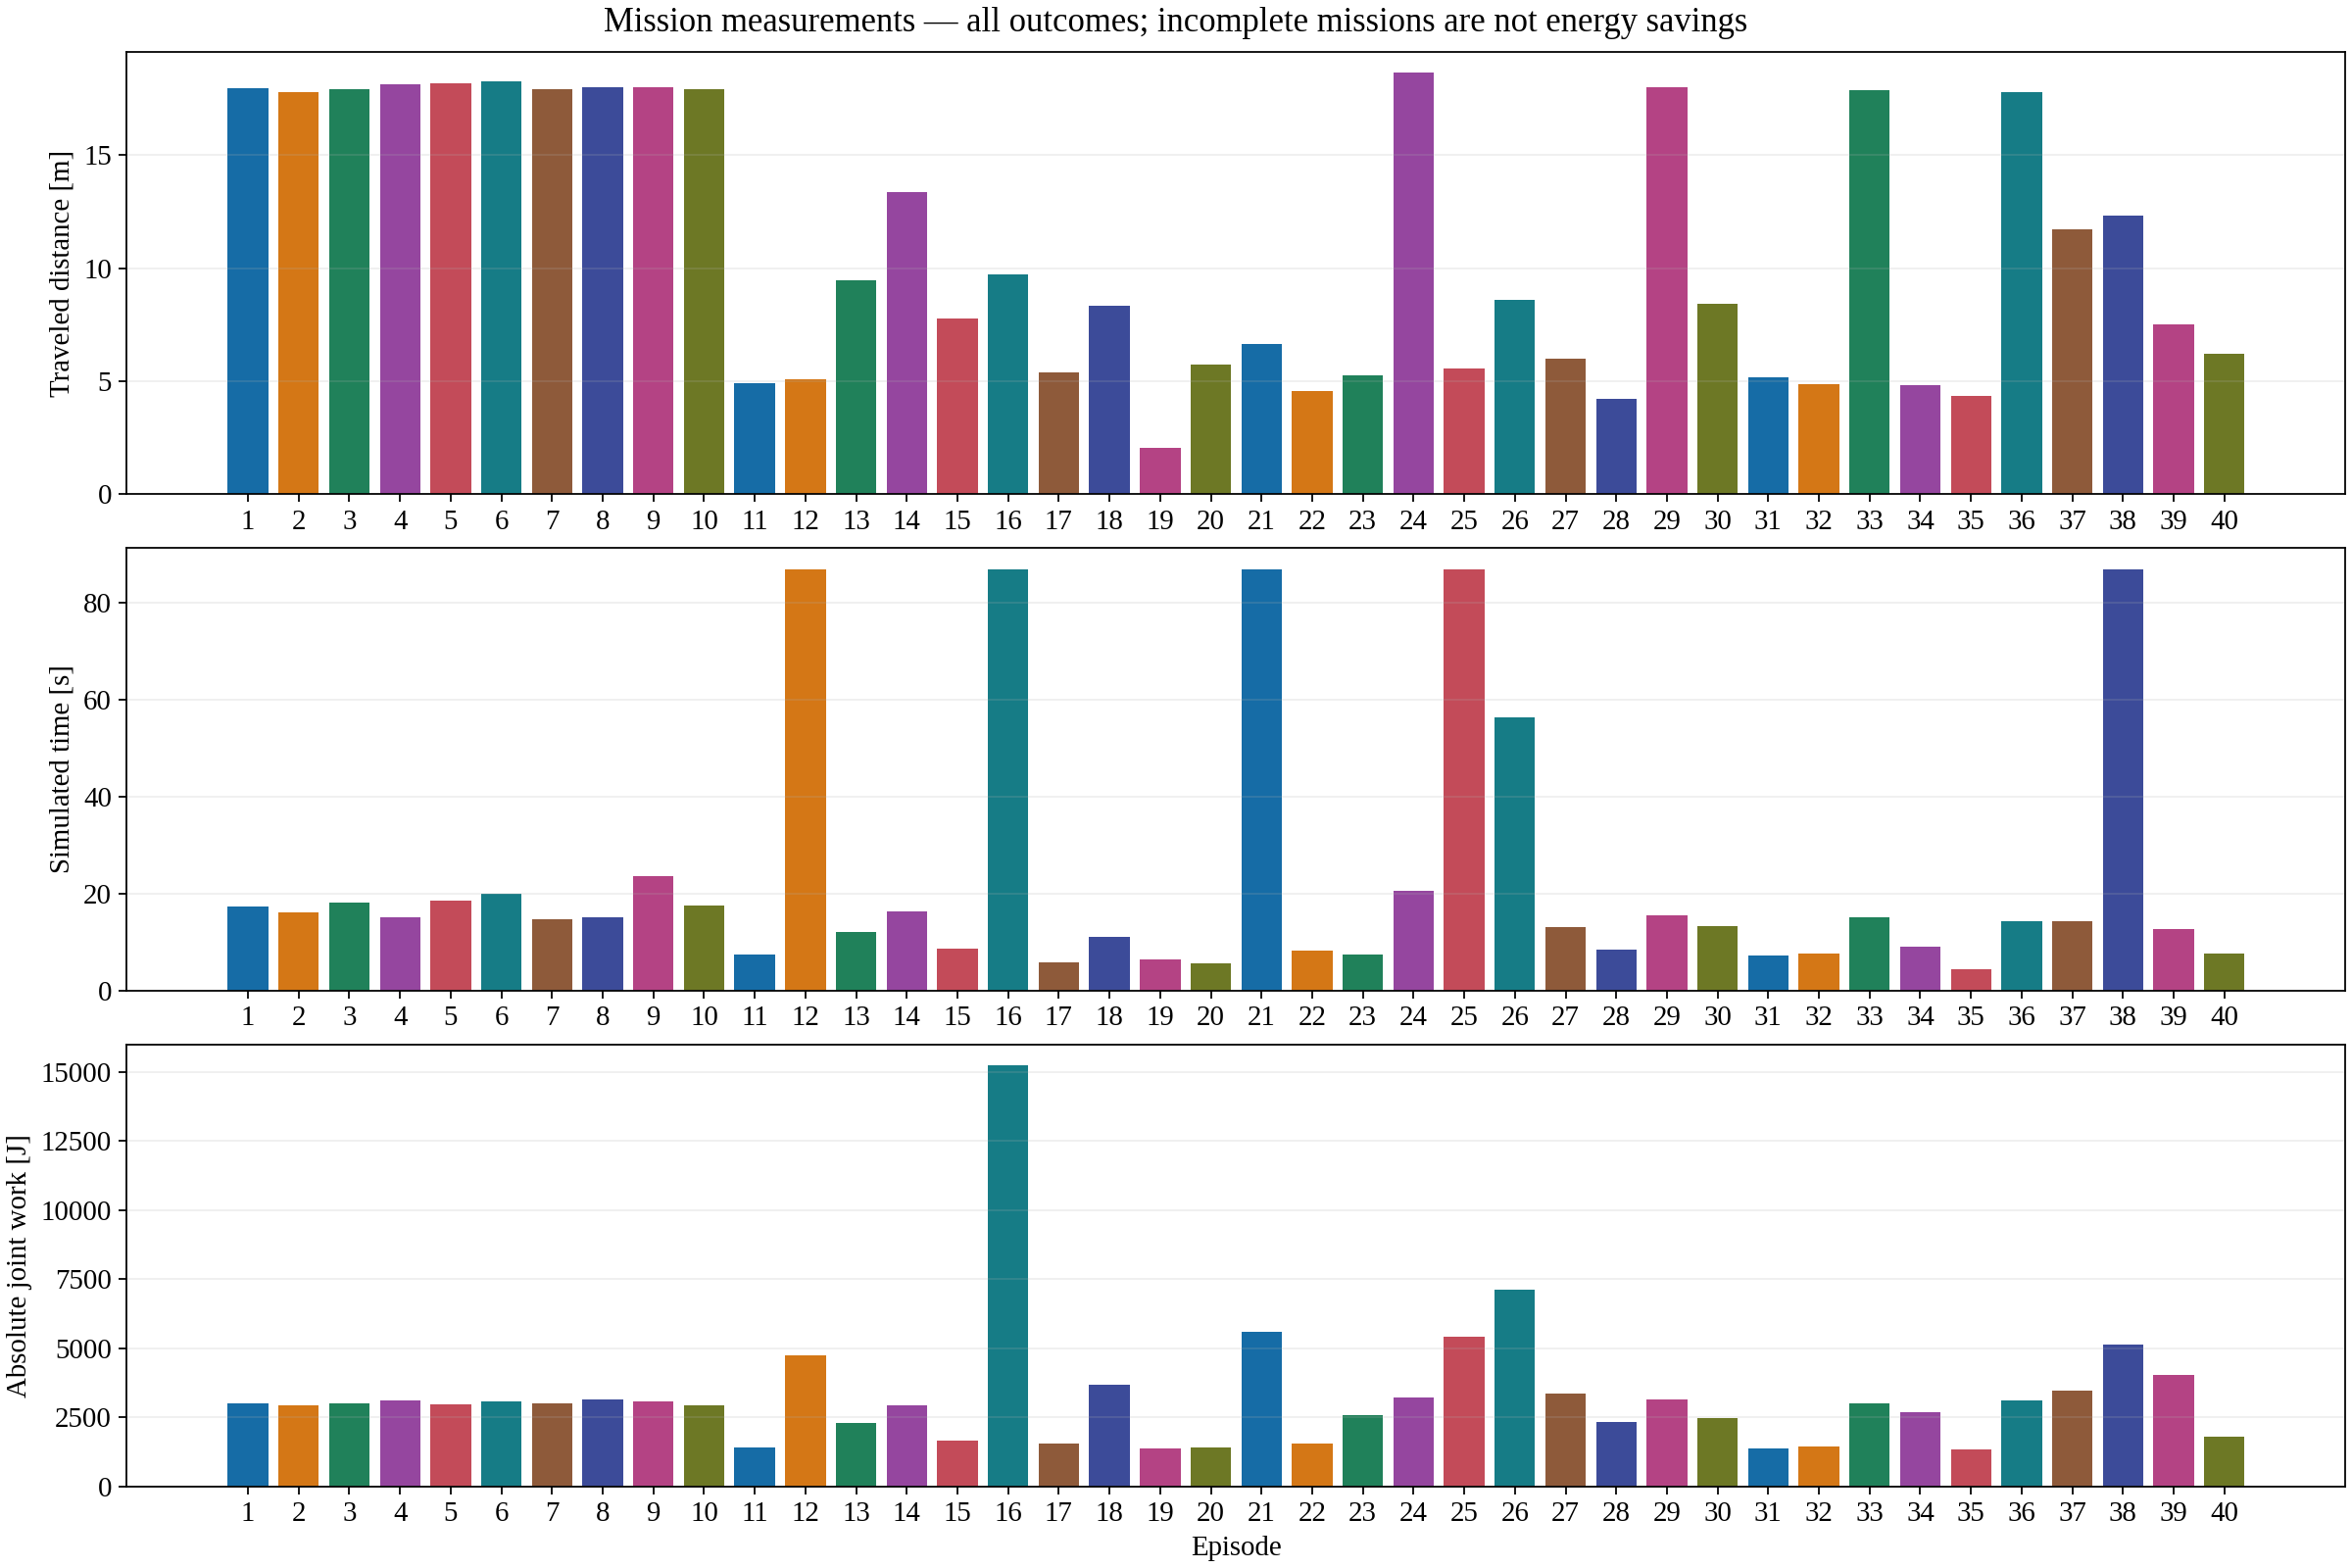 Mission measurements — all outcomes; incomplete missions are not energy savings
Traveled distance [m]
15
10
5
0
1 2 3 4 5 6 7 8 9 10 11 12 13 14 15 16 17 18 19 20 21 22 23 24 25 26 27 28 29 30 31 32 33 34 35 36 37 38 39 40
Simulated time [s]
80
60
40
20
0
1 2 3 4 5 6 7 8 9 10 11 12 13 14 15 16 17 18 19 20 21 22 23 24 25 26 27 28 29 30 31 32 33 34 35 36 37 38 39 40
Absolute joint work [J]
15000
12500
10000
7500
5000
2500
0
1 2 3 4 5 6 7 8 9 10 11 12 13 14 15 16 17 18 19 20 21 22 23 24 25 26 27 28 29 30 31 32 33 34 35 36 37 38 39 40
Episode